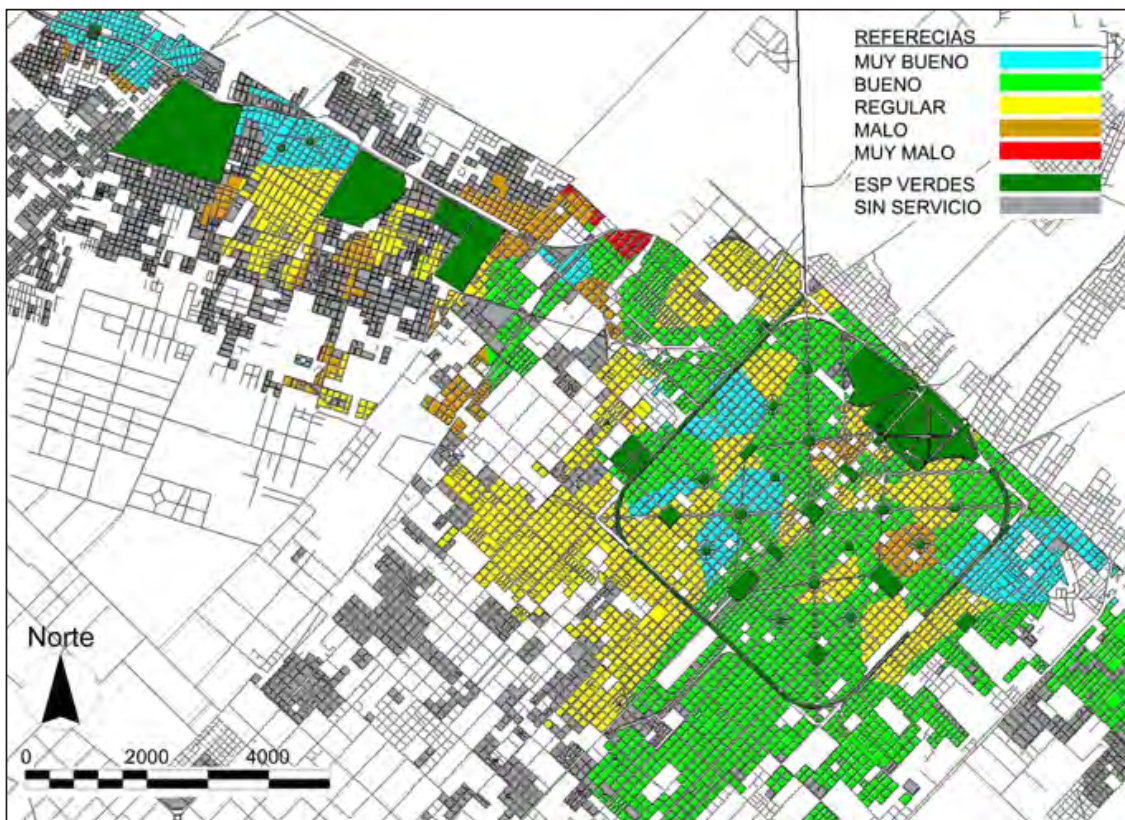 REFERECIAS
MUY BUENO
BUENO
REGULAR
MALO
MUY MALO
ESP VERDES
SIN SERVICIO
Norte
0 2000 4000